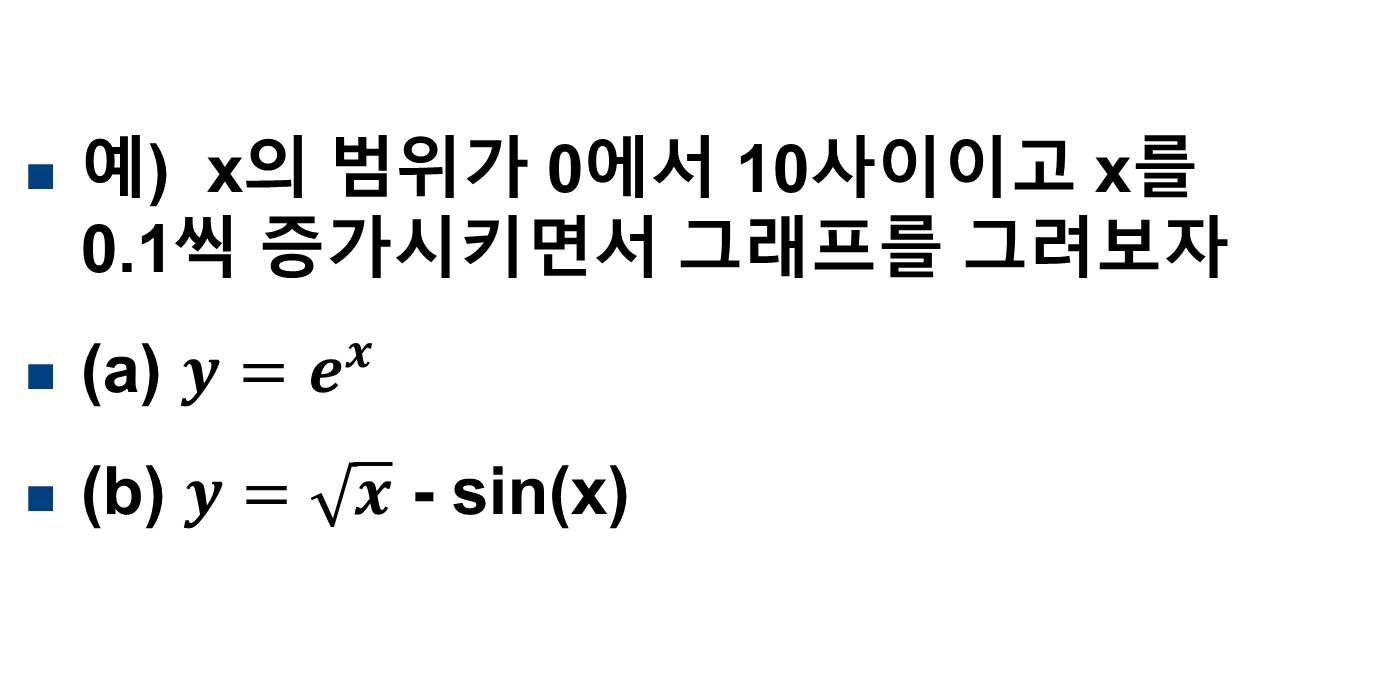 ▪ 예) x의 범위가 0에서 10사이이고 x를
0.1씩 증가시키면서 그래프를 그려보자
▪ (a) y = e^x
▪ (b) y = √x - sin(x)